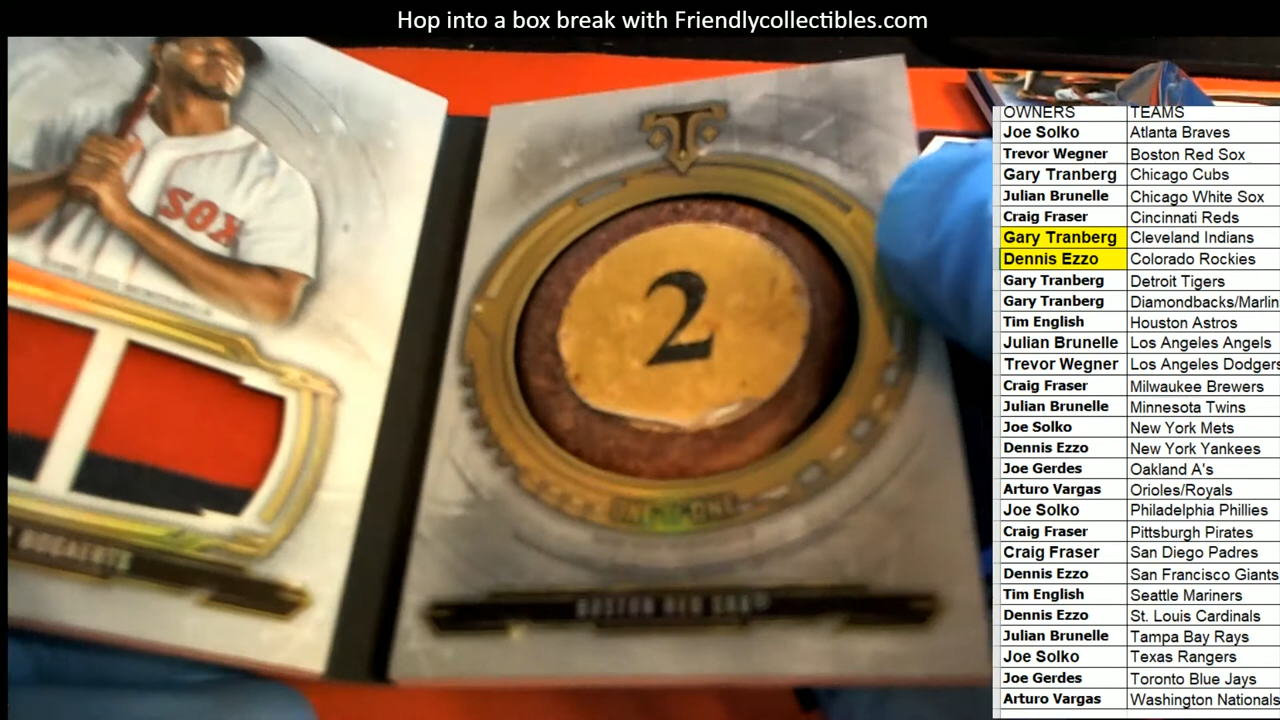 Hop into a box break with Friendlycollectibles.com
SOX
2
BOGAERTS
BOSTON RED SOX
OWNERS TEAMS
Joe Solko Atlanta Braves
Trevor Wegner Boston Red Sox
Gary Tranberg Chicago Cubs
Julian Brunelle Chicago White Sox
Craig Fraser Cincinnati Reds
Gary Tranberg Cleveland Indians
Dennis Ezzo Colorado Rockies
Gary Tranberg Detroit Tigers
Gary Tranberg Diamondbacks/Marlin
Tim English Houston Astros
Julian Brunelle Los Angeles Angels
Trevor Wegner Los Angeles Dodgers
Craig Fraser Milwaukee Brewers
Julian Brunelle Minnesota Twins
Joe Solko New York Mets
Dennis Ezzo New York Yankees
Joe Gerdes Oakland A's
Arturo Vargas Orioles/Royals
Joe Solko Philadelphia Phillies
Craig Fraser Pittsburgh Pirates
Craig Fraser San Diego Padres
Dennis Ezzo San Francisco Giants
Tim English Seattle Mariners
Dennis Ezzo St. Louis Cardinals
Julian Brunelle Tampa Bay Rays
Joe Solko Texas Rangers
Joe Gerdes Toronto Blue Jays
Arturo Vargas Washington Nationals